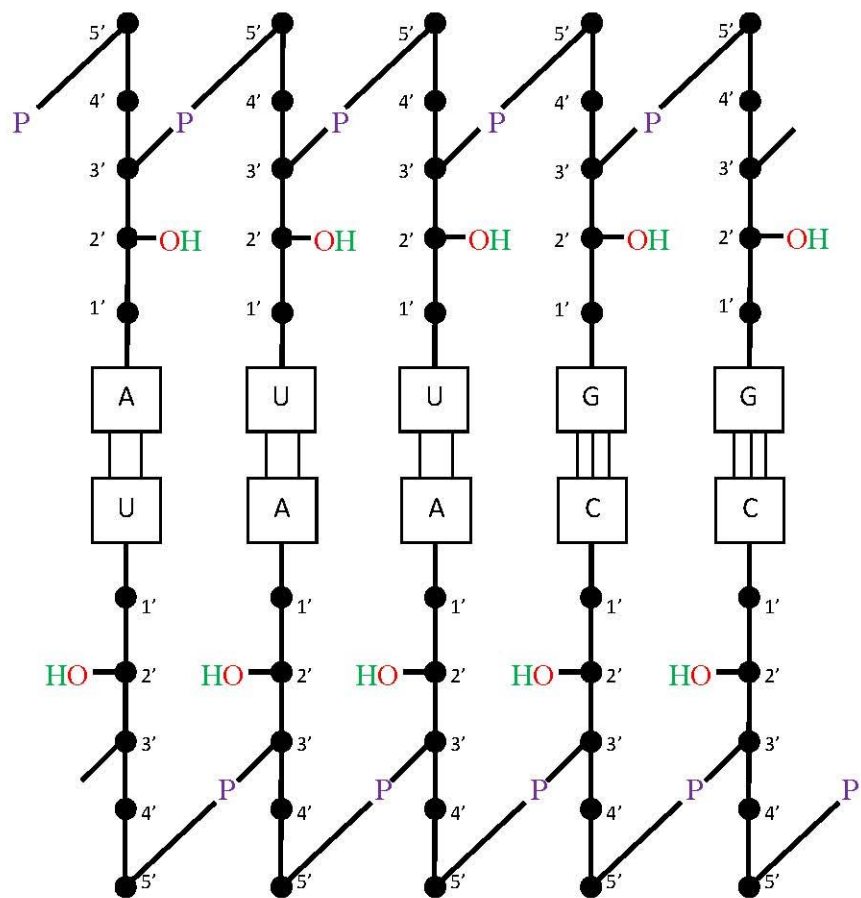 5’ 5’ 5’ 5’ 5’
4’ 4’ 4’ 4’ 4’
P P P P P
3’ 3’ 3’ 3’ 3’
2’ OH 2’ OH 2’ OH 2’ OH 2’ OH
1’ 1’ 1’ 1’ 1’
A U U G G
U A A C C
1’ 1’ 1’ 1’ 1’
HO 2’ HO 2’ HO 2’ HO 2’ HO 2’
3’ 3’ 3’ 3’ 3’
P P P P P
4’ 4’ 4’ 4’ 4’
5’ 5’ 5’ 5’ 5’